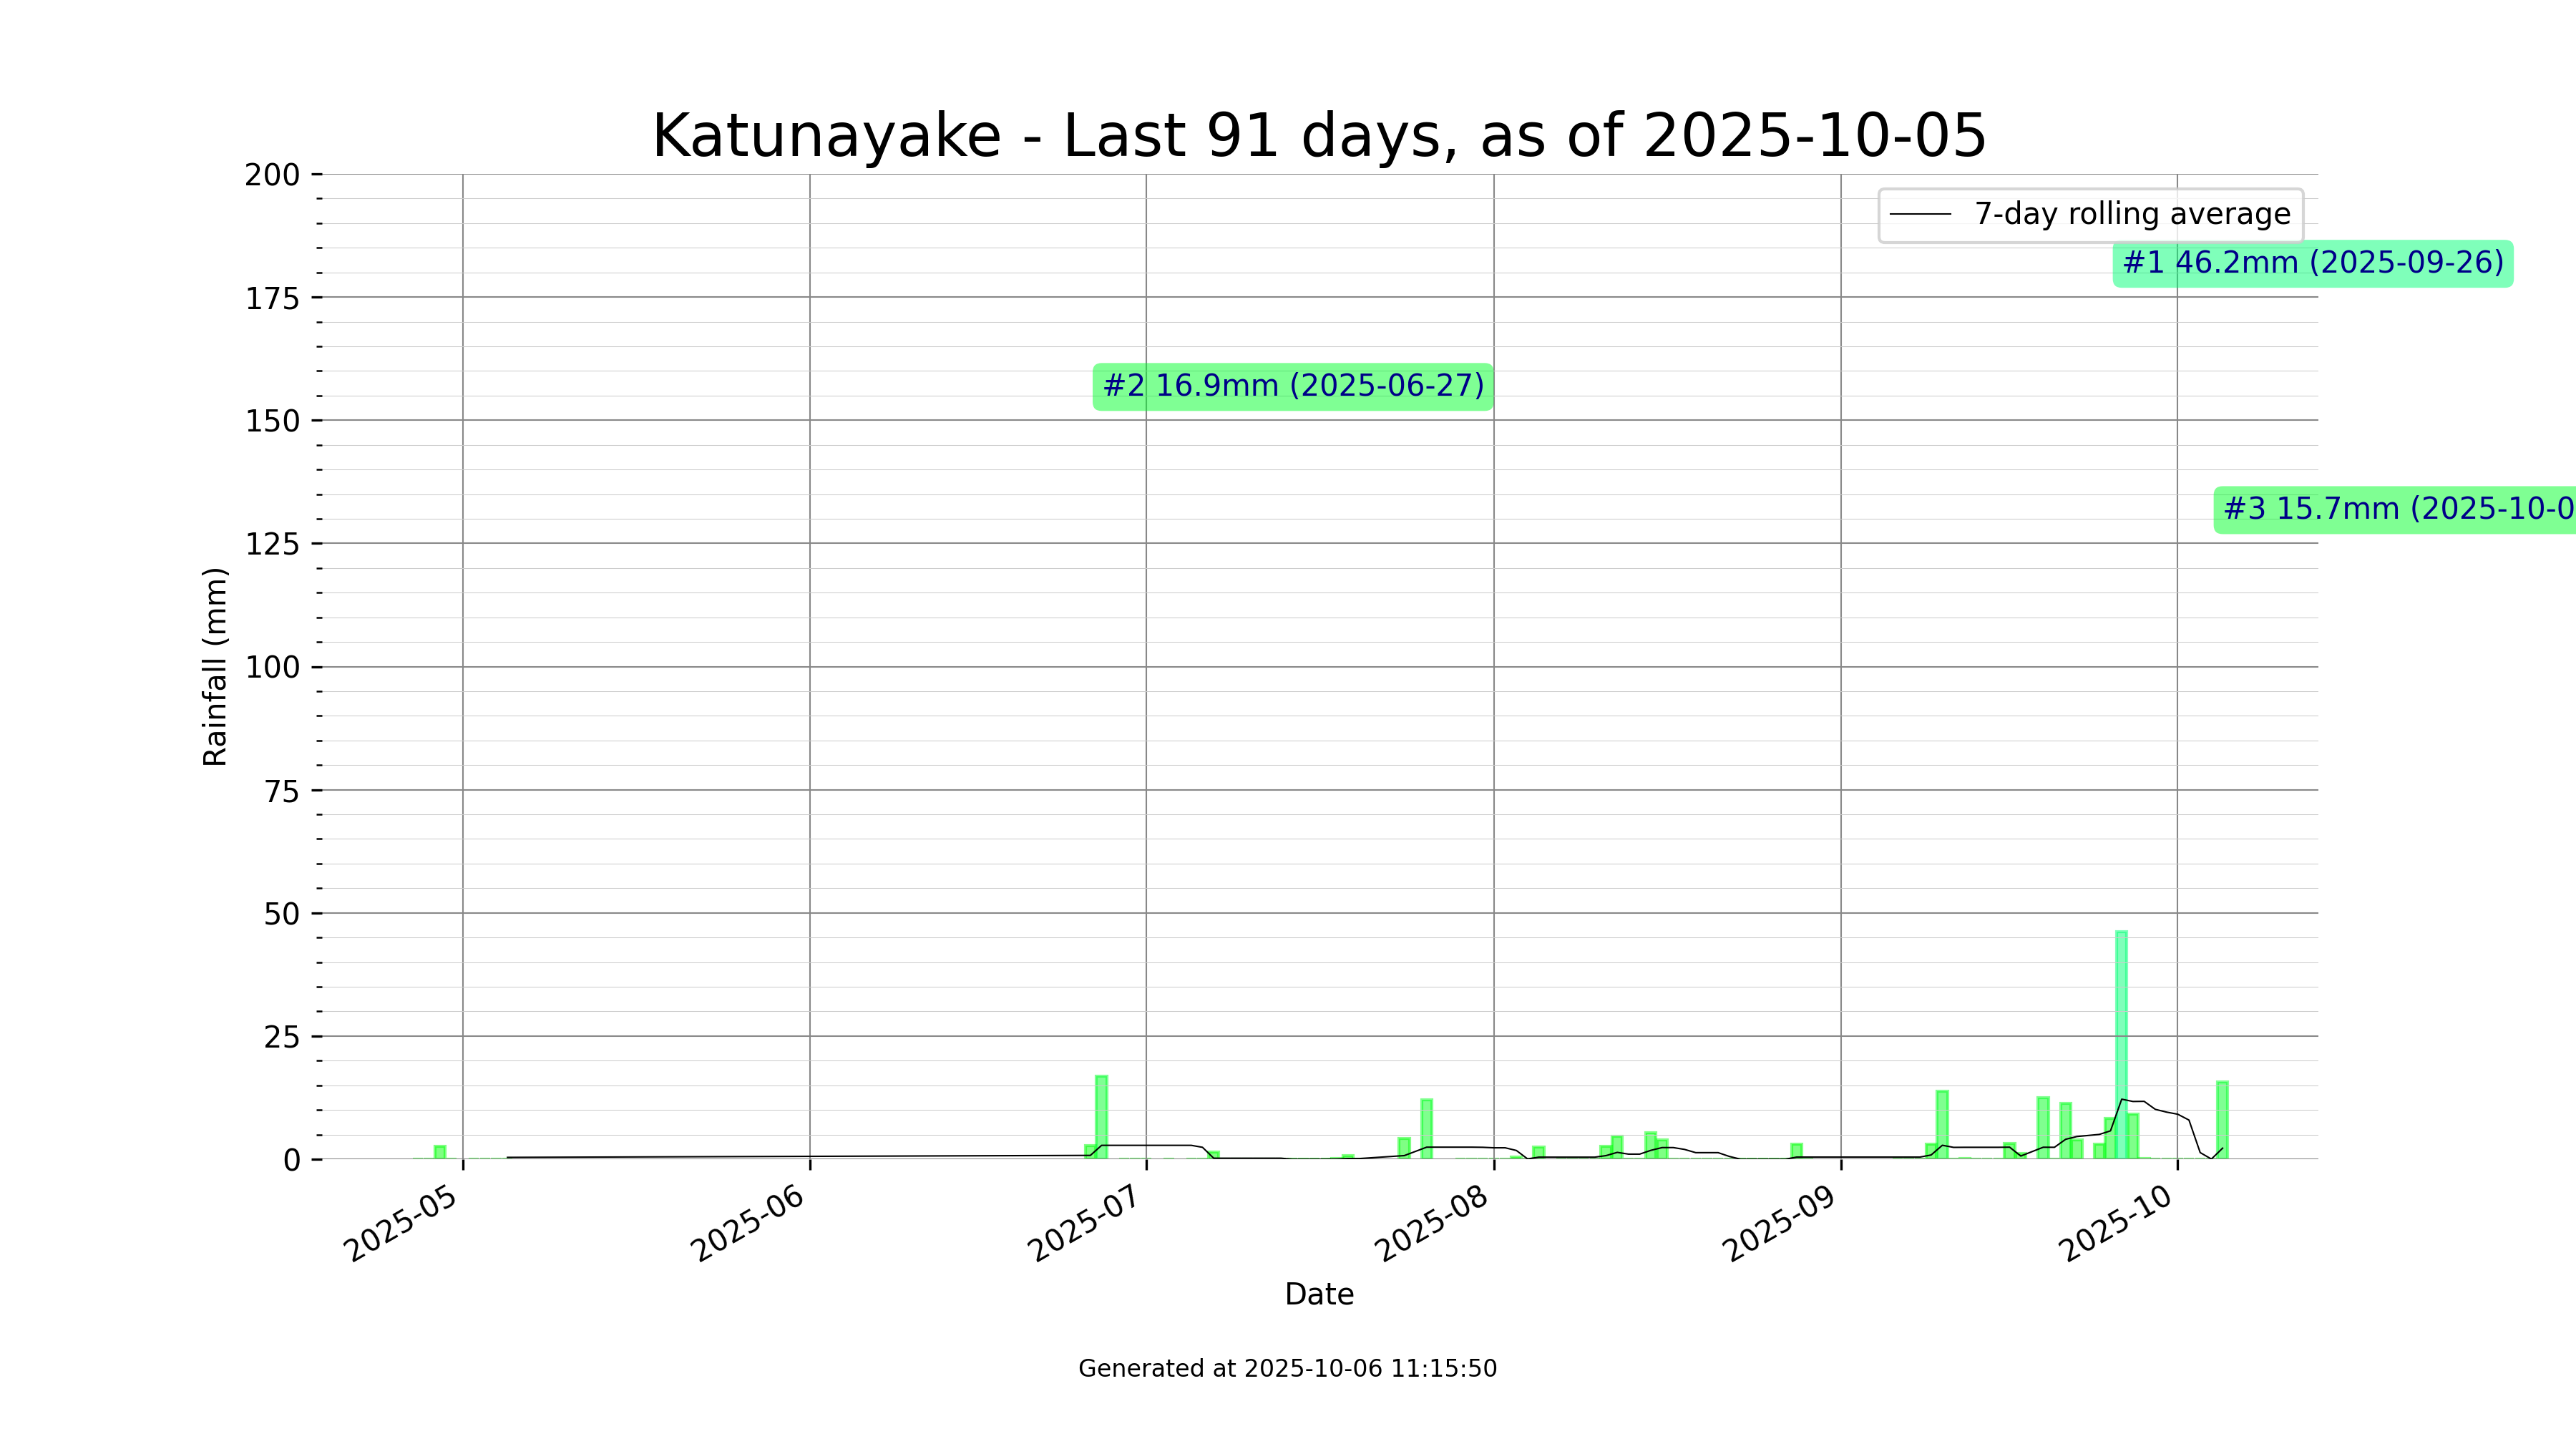 Katunayake - Last 91 days, as of 2025-10-05
200
175
150
125
100
75
50
25
0
Rainfall (mm)
7-day rolling average
#1 46.2mm (2025-09-26)
#2 16.9mm (2025-06-27)
#3 15.7mm (2025-10-0
2025-05
2025-06
2025-07
2025-08
2025-09
2025-10
Date
Generated at 2025-10-06 11:15:50